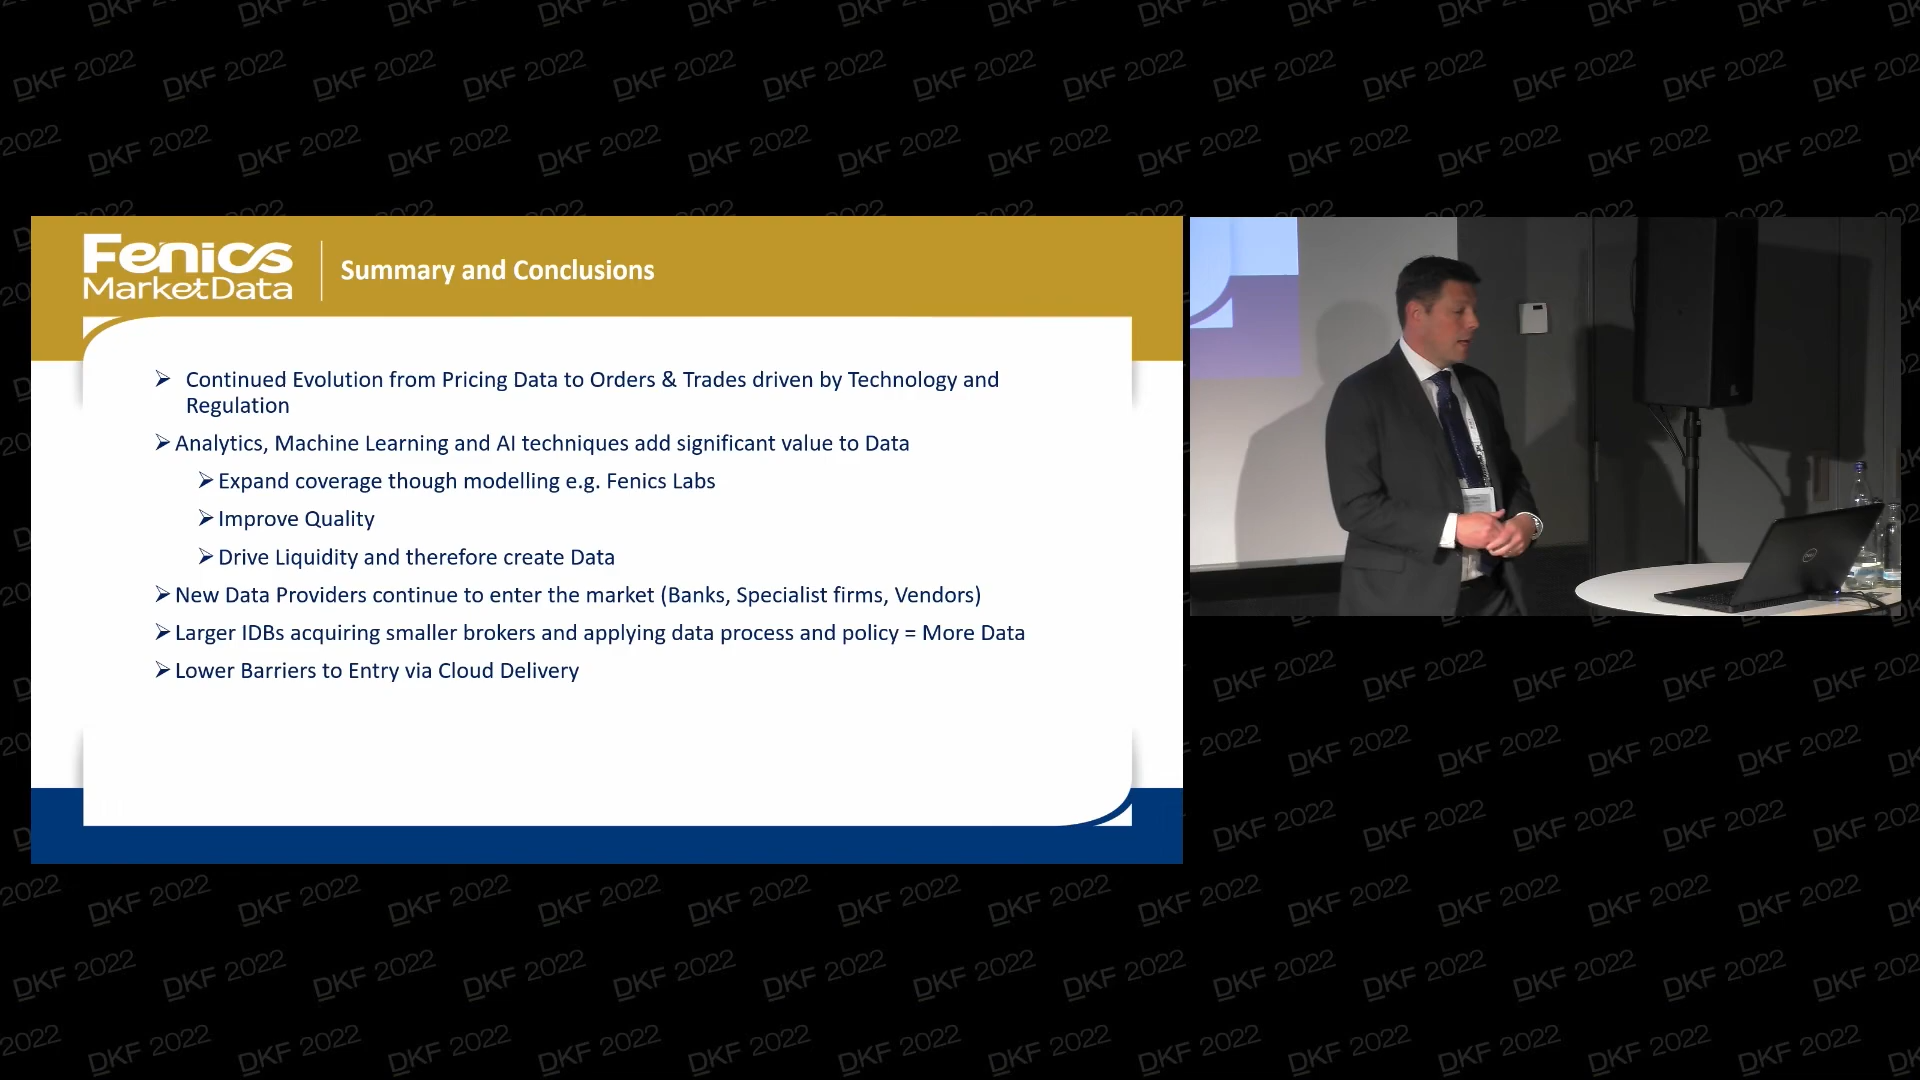 Fenics
MarketData
Summary and Conclusions
Continued Evolution from Pricing Data to Orders & Trades driven by Technology and
Regulation
Analytics, Machine Learning and AI techniques add significant value to Data
Expand coverage though modelling e.g. Fenics Labs
Improve Quality
Drive Liquidity and therefore create Data
New Data Providers continue to enter the market (Banks, Specialist firms, Vendors)
Larger IDBs acquiring smaller brokers and applying data process and policy = More Data
Lower Barriers to Entry via Cloud Delivery
DKF 2022